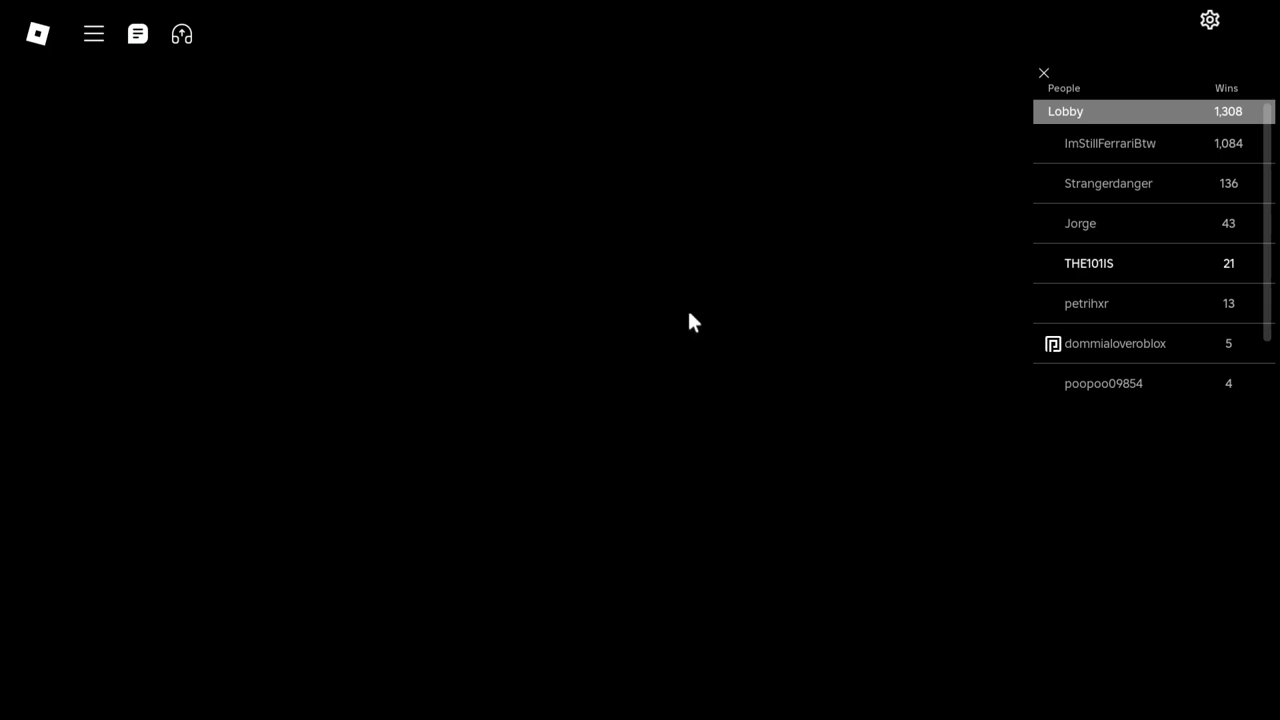 People Wins
Lobby 1,308
ImStillFerrariBtw 1,084
Strangerdanger 136
Jorge 43
THE101IS 21
petrihxr 13
dommialoveroblox 5
poopoo09854 4